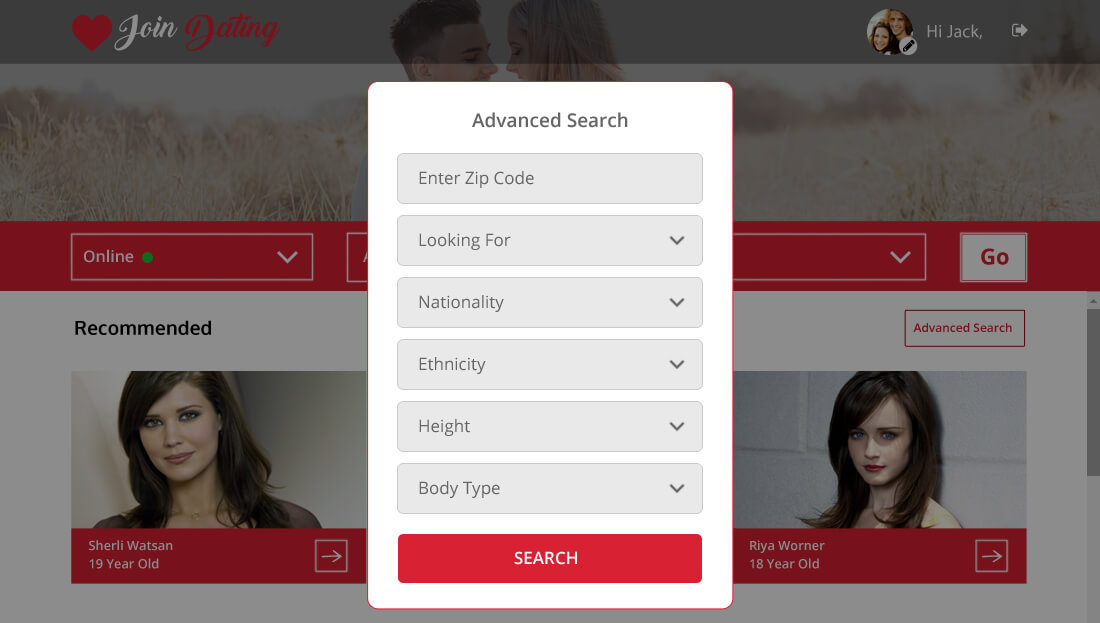 Join Dating
Hi Jack,
Advanced Search
Enter Zip Code
Looking For
Nationality
Ethnicity
Height
Body Type
SEARCH
Online
Go
Recommended
Advanced Search
Sherli Watsan
19 Year Old
Riya Worner
18 Year Old